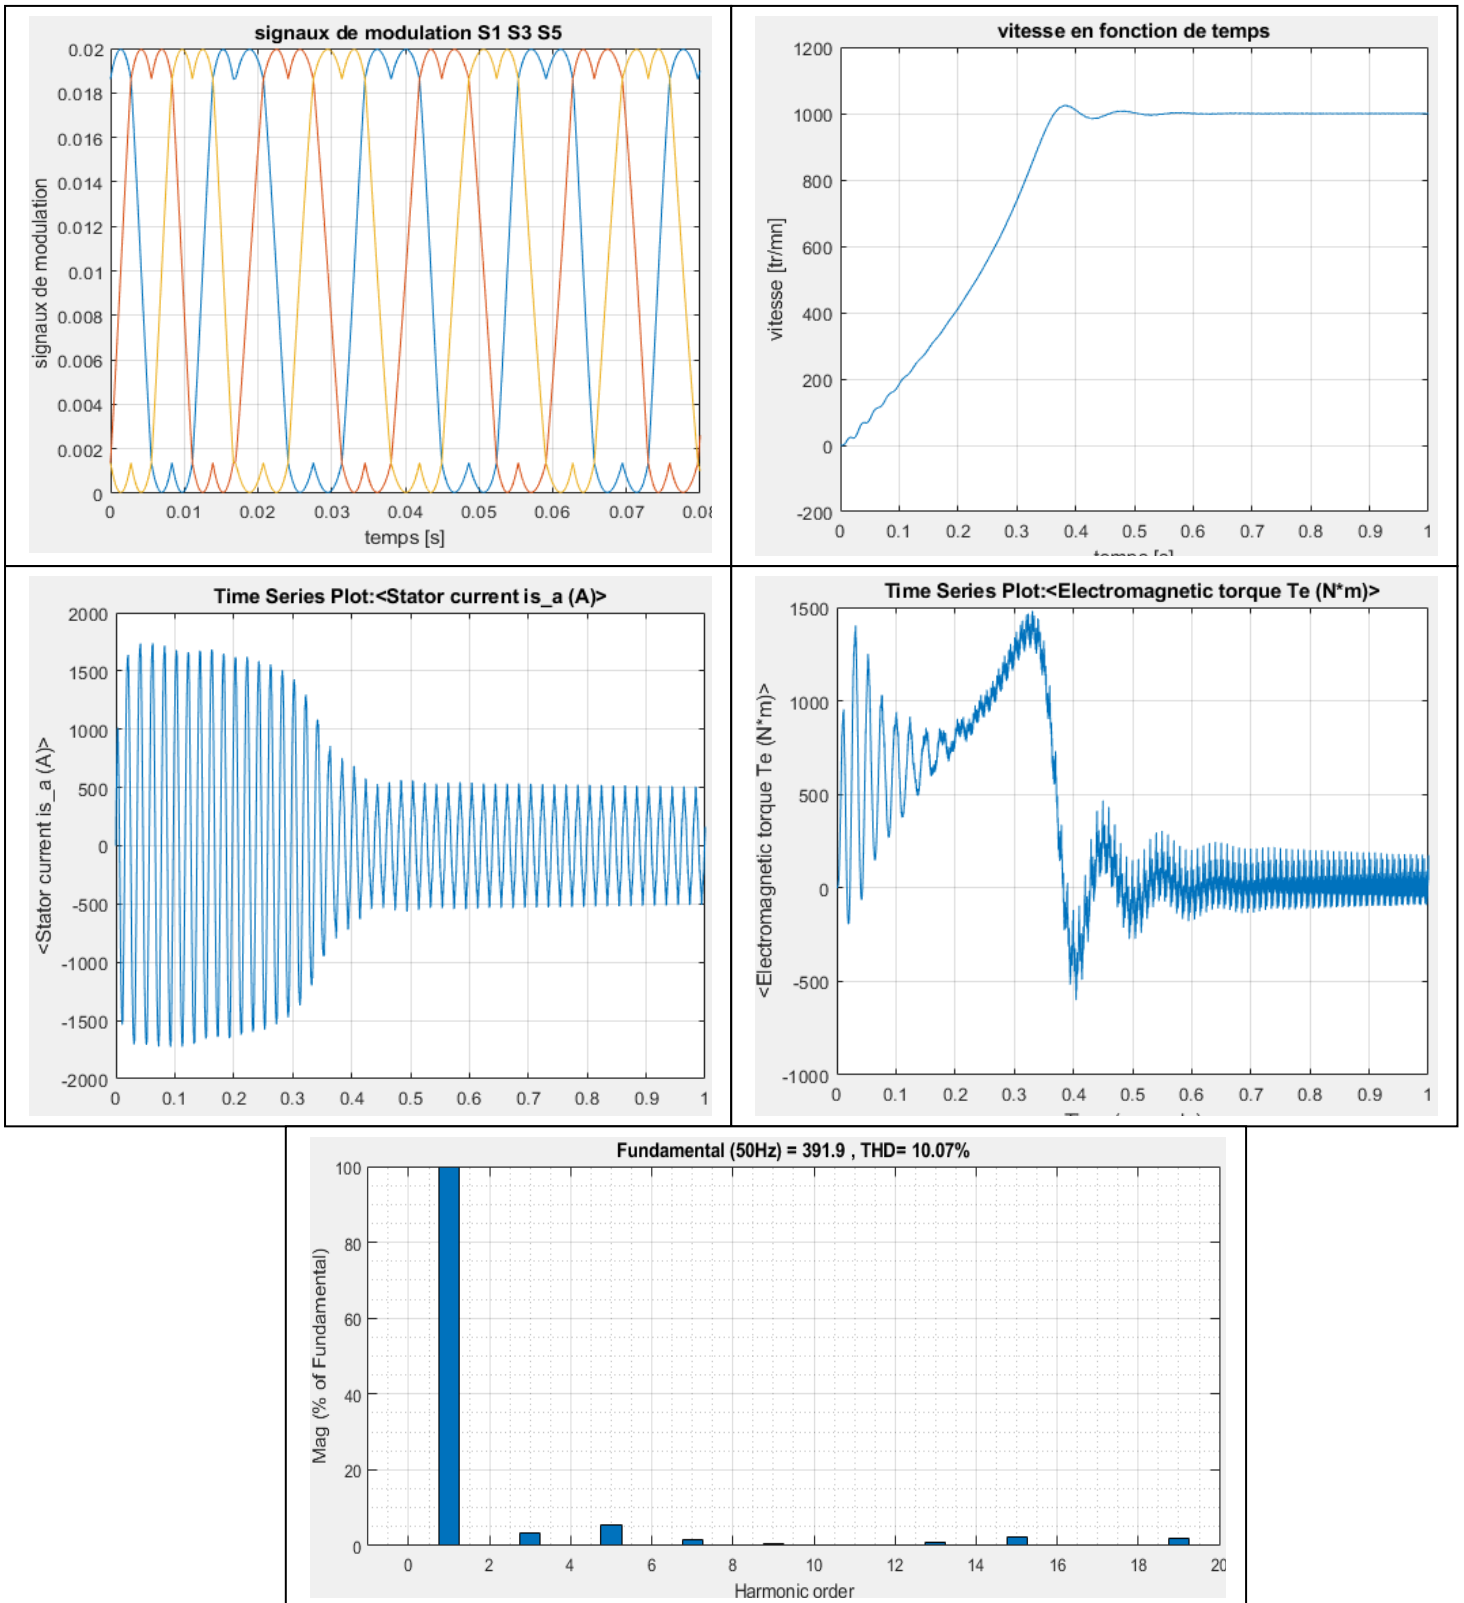 signaux de modulation S1 S3 S5
signaux de modulation
0.02
0.018
0.016
0.014
0.012
0.01
0.008
0.006
0.004
0.002
0
0 0.01 0.02 0.03 0.04 0.05 0.06 0.07
temps [s]
vitesse en fonction de temps
vitesse [tr/mn]
1200
1000
800
600
400
200
0
-200
0 0.1 0.2 0.3 0.4 0.5 0.6 0.7 0.8 0.9 1
Time Series Plot:<Stator current is_a (A)>
<Stator current is_a (A)>
2000
1500
1000
500
0
-500
-1000
-1500
-2000
0 0.1 0.2 0.3 0.4 0.5 0.6 0.7 0.8 0.9 1
Time Series Plot:<Electromagnetic torque Te (N*m)>
<Electromagnetic torque Te (N*m)>
1500
1000
500
0
-500
-1000
0 0.1 0.2 0.3 0.4 0.5 0.6 0.7 0.8 0.9 1
Fundamental (50Hz) = 391.9 , THD= 10.07%
Mag (% of Fundamental)
100
80
60
40
20
0
0 2 4 6 8 10 12 14 16 18 20
Harmonic order